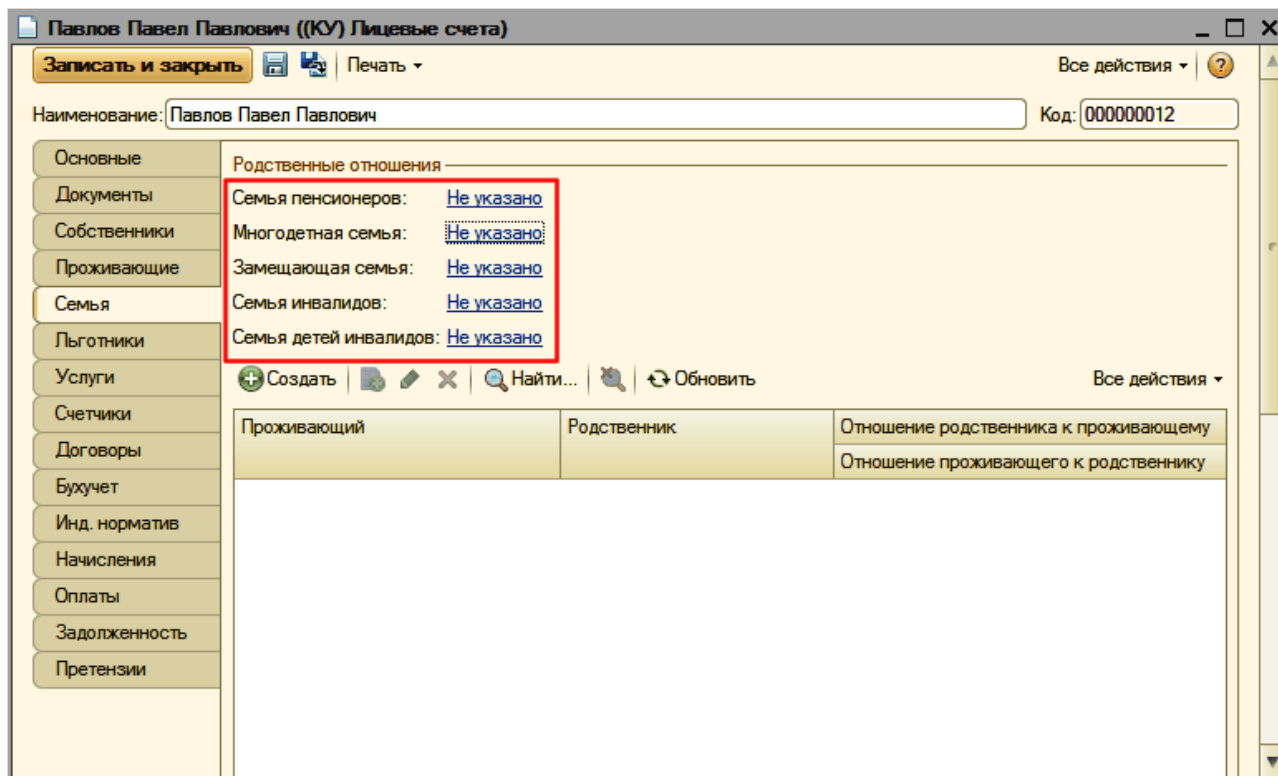 Павлов Павел Павлович ((КУ) Лицевые счета)
Записать и закрыть Печать Все действия ?
Наименование: Павлов Павел Павлович Код: 000000012
Основные
Документы
Собственники
Проживающие
Семья
Льготники
Услуги
Счетчики
Договоры
Бухучет
Инд. норматив
Начисления
Оплаты
Задолженность
Претензии
Родственные отношения
Семья пенсионеров: Не указано
Многодетная семья: Не указано
Замещающая семья: Не указано
Семья инвалидов: Не указано
Семья детей инвалидов: Не указано
Создать Найти... Обновить Все действия
Проживающий Родственник Отношение родственника к проживающему
Отношение проживающего к родственнику